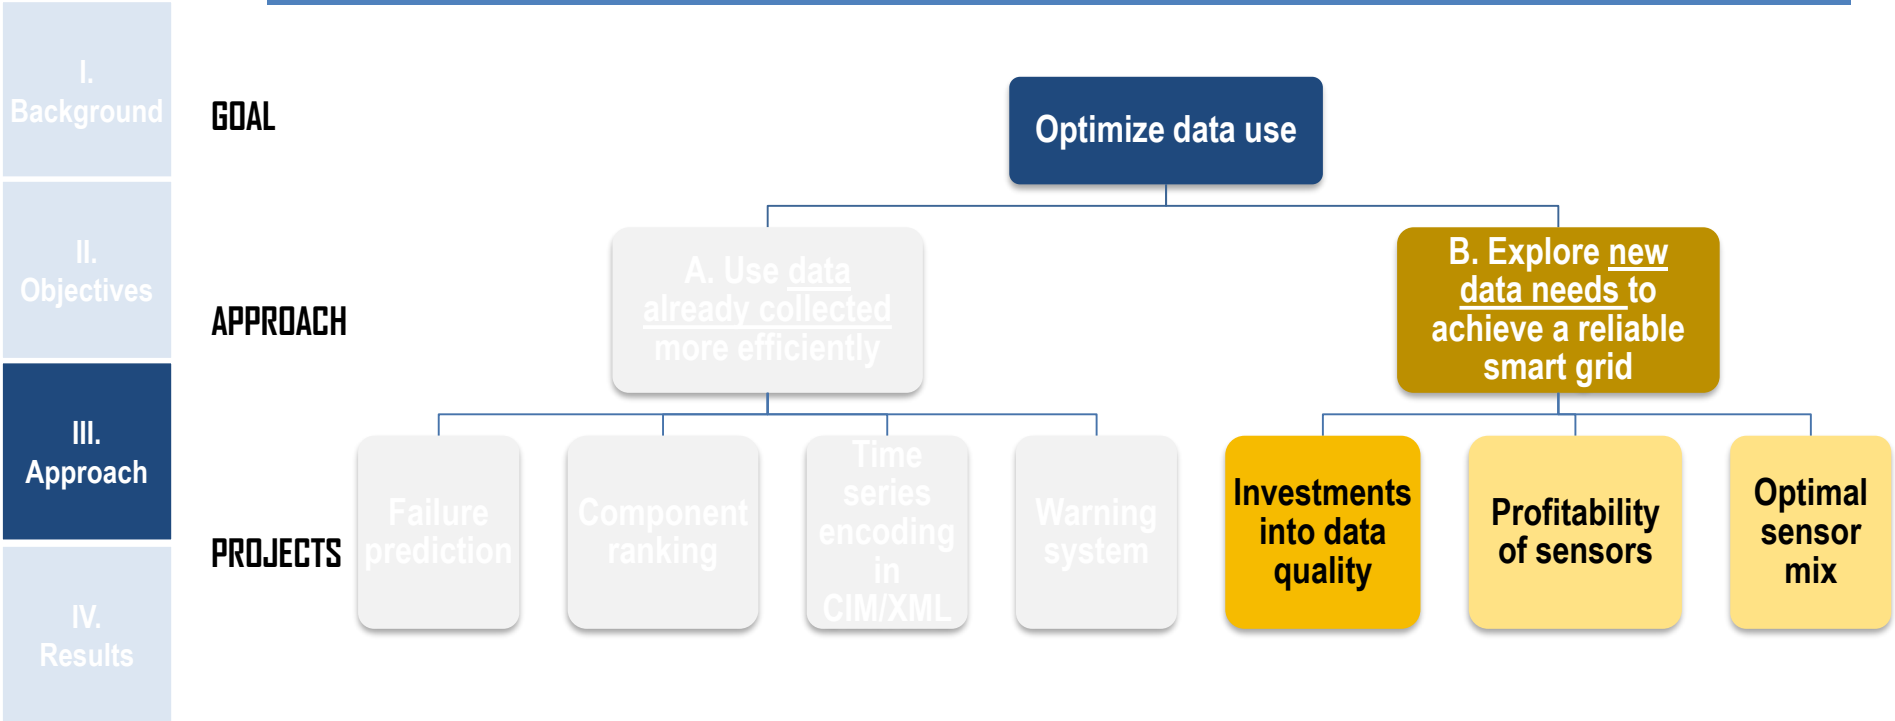 I.
Background
II.
Objectives
III.
Approach
IV.
Results
GOAL
Optimize data use
APPROACH
A. Use data
already collected
more efficiently
B. Explore new
data needs to
achieve a reliable
smart grid
PROJECTS
Failure
prediction
Component
ranking
Time
series
encoding
in
CIM/XML
Warning
system
Investments
into data
quality
Profitability
of sensors
Optimal
sensor
mix